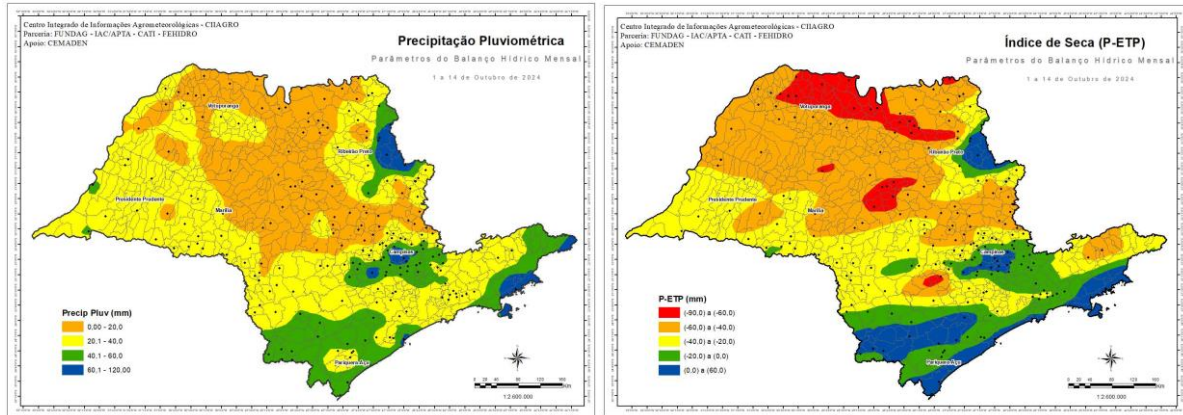 Centro Integrado de Informações Agrometeorológicas - CIIAGRO
Parceria: FUNDAG - IAC/APTA - CATI - FEHIDRO
Apoio: CEMADEN
Precipitação Pluviométrica
Parâmetros do Balanço Hídrico Mensal
1 a 14 de Outubro de 2024
Votuporanga
Ribeirão Preto
Presidente Prudente
Marília
Campinas
Pariquera Açu
Precip Pluv (mm)
0,00 - 20,0
20,1 - 40,0
40,1 - 60,0
60,1 - 120,00
1:2.600.000
Centro Integrado de Informações Agrometeorológicas - CIIAGRO
Parceria: FUNDAG - IAC/APTA - CATI - FEHIDRO
Apoio: CEMADEN
Índice de Seca (P-ETP)
Parâmetros do Balanço Hídrico Mensal
1 a 14 de Outubro de 2024
Votuporanga
Ribeirão Preto
Presidente Prudente
Marília
Campinas
Pariquera Açu
P-ETP (mm)
(-90,0) a (-60,0)
(-60,0) a (-40,0)
(-40,0) a (-20,0)
(-20,0) a (0,0)
(0,0) a (60,0)
1:2.600.000